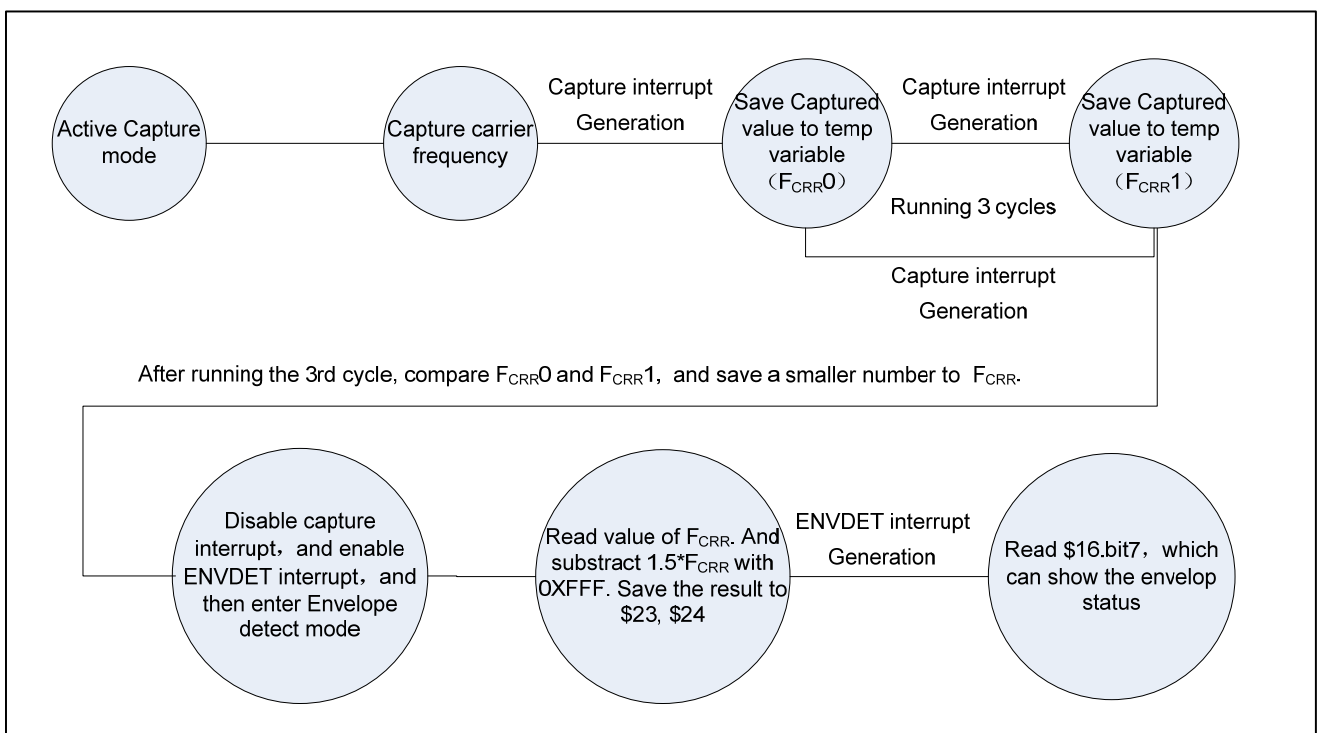 Active Capture
mode
Capture carrier
frequency
Capture interrupt
Generation
Save Captured
value to temp
variable
（FCRR0）
Capture interrupt
Generation
Save Captured
value to temp
variable
（FCRR1）
Running 3 cycles
Capture interrupt
Generation
After running the 3rd cycle, compare FCRR0 and FCRR1, and save a smaller number to FCRR.
Disable capture
interrupt，and enable
ENVDET interrupt，and
then enter Envelope
detect mode
Read value of FCRR. And
substract 1.5*FCRR with
0XFFF. Save the result to
$23, $24
ENVDET interrupt
Generation
Read $16.bit7，which
can show the envelop
status